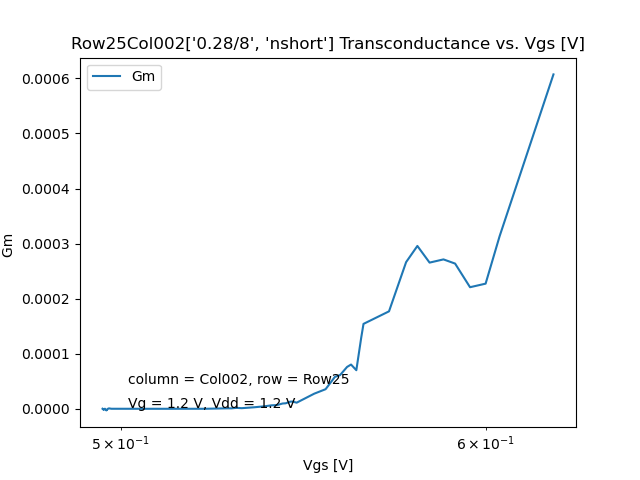 Row25Col002['0.28/8', 'nshort'] Transconductance vs. Vgs [V]
Gm
0.0006
0.0005
0.0004
0.0003
0.0002
0.0001
0.0000
Gm
column = Col002, row = Row25
Vg = 1.2 V, Vdd = 1.2 V
5 × 10⁻¹
6 × 10⁻¹
Vgs [V]